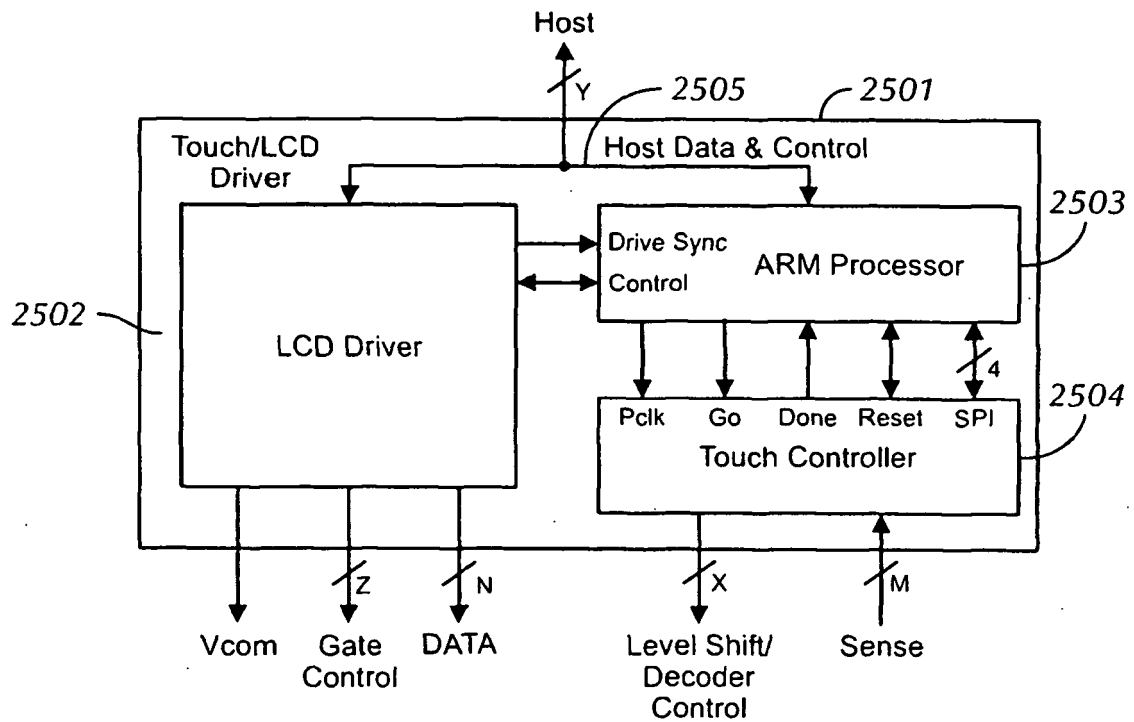 Host
Y
2505
2501
Touch/LCD
Driver
Host Data & Control
2503
Drive Sync
ARM Processor
Control
2502
LCD Driver
4
2504
Pclk Go Done Reset SPI
Touch Controller
Z N X M
Vcom
Gate
Control
DATA
Level Shift/
Decoder
Control
Sense